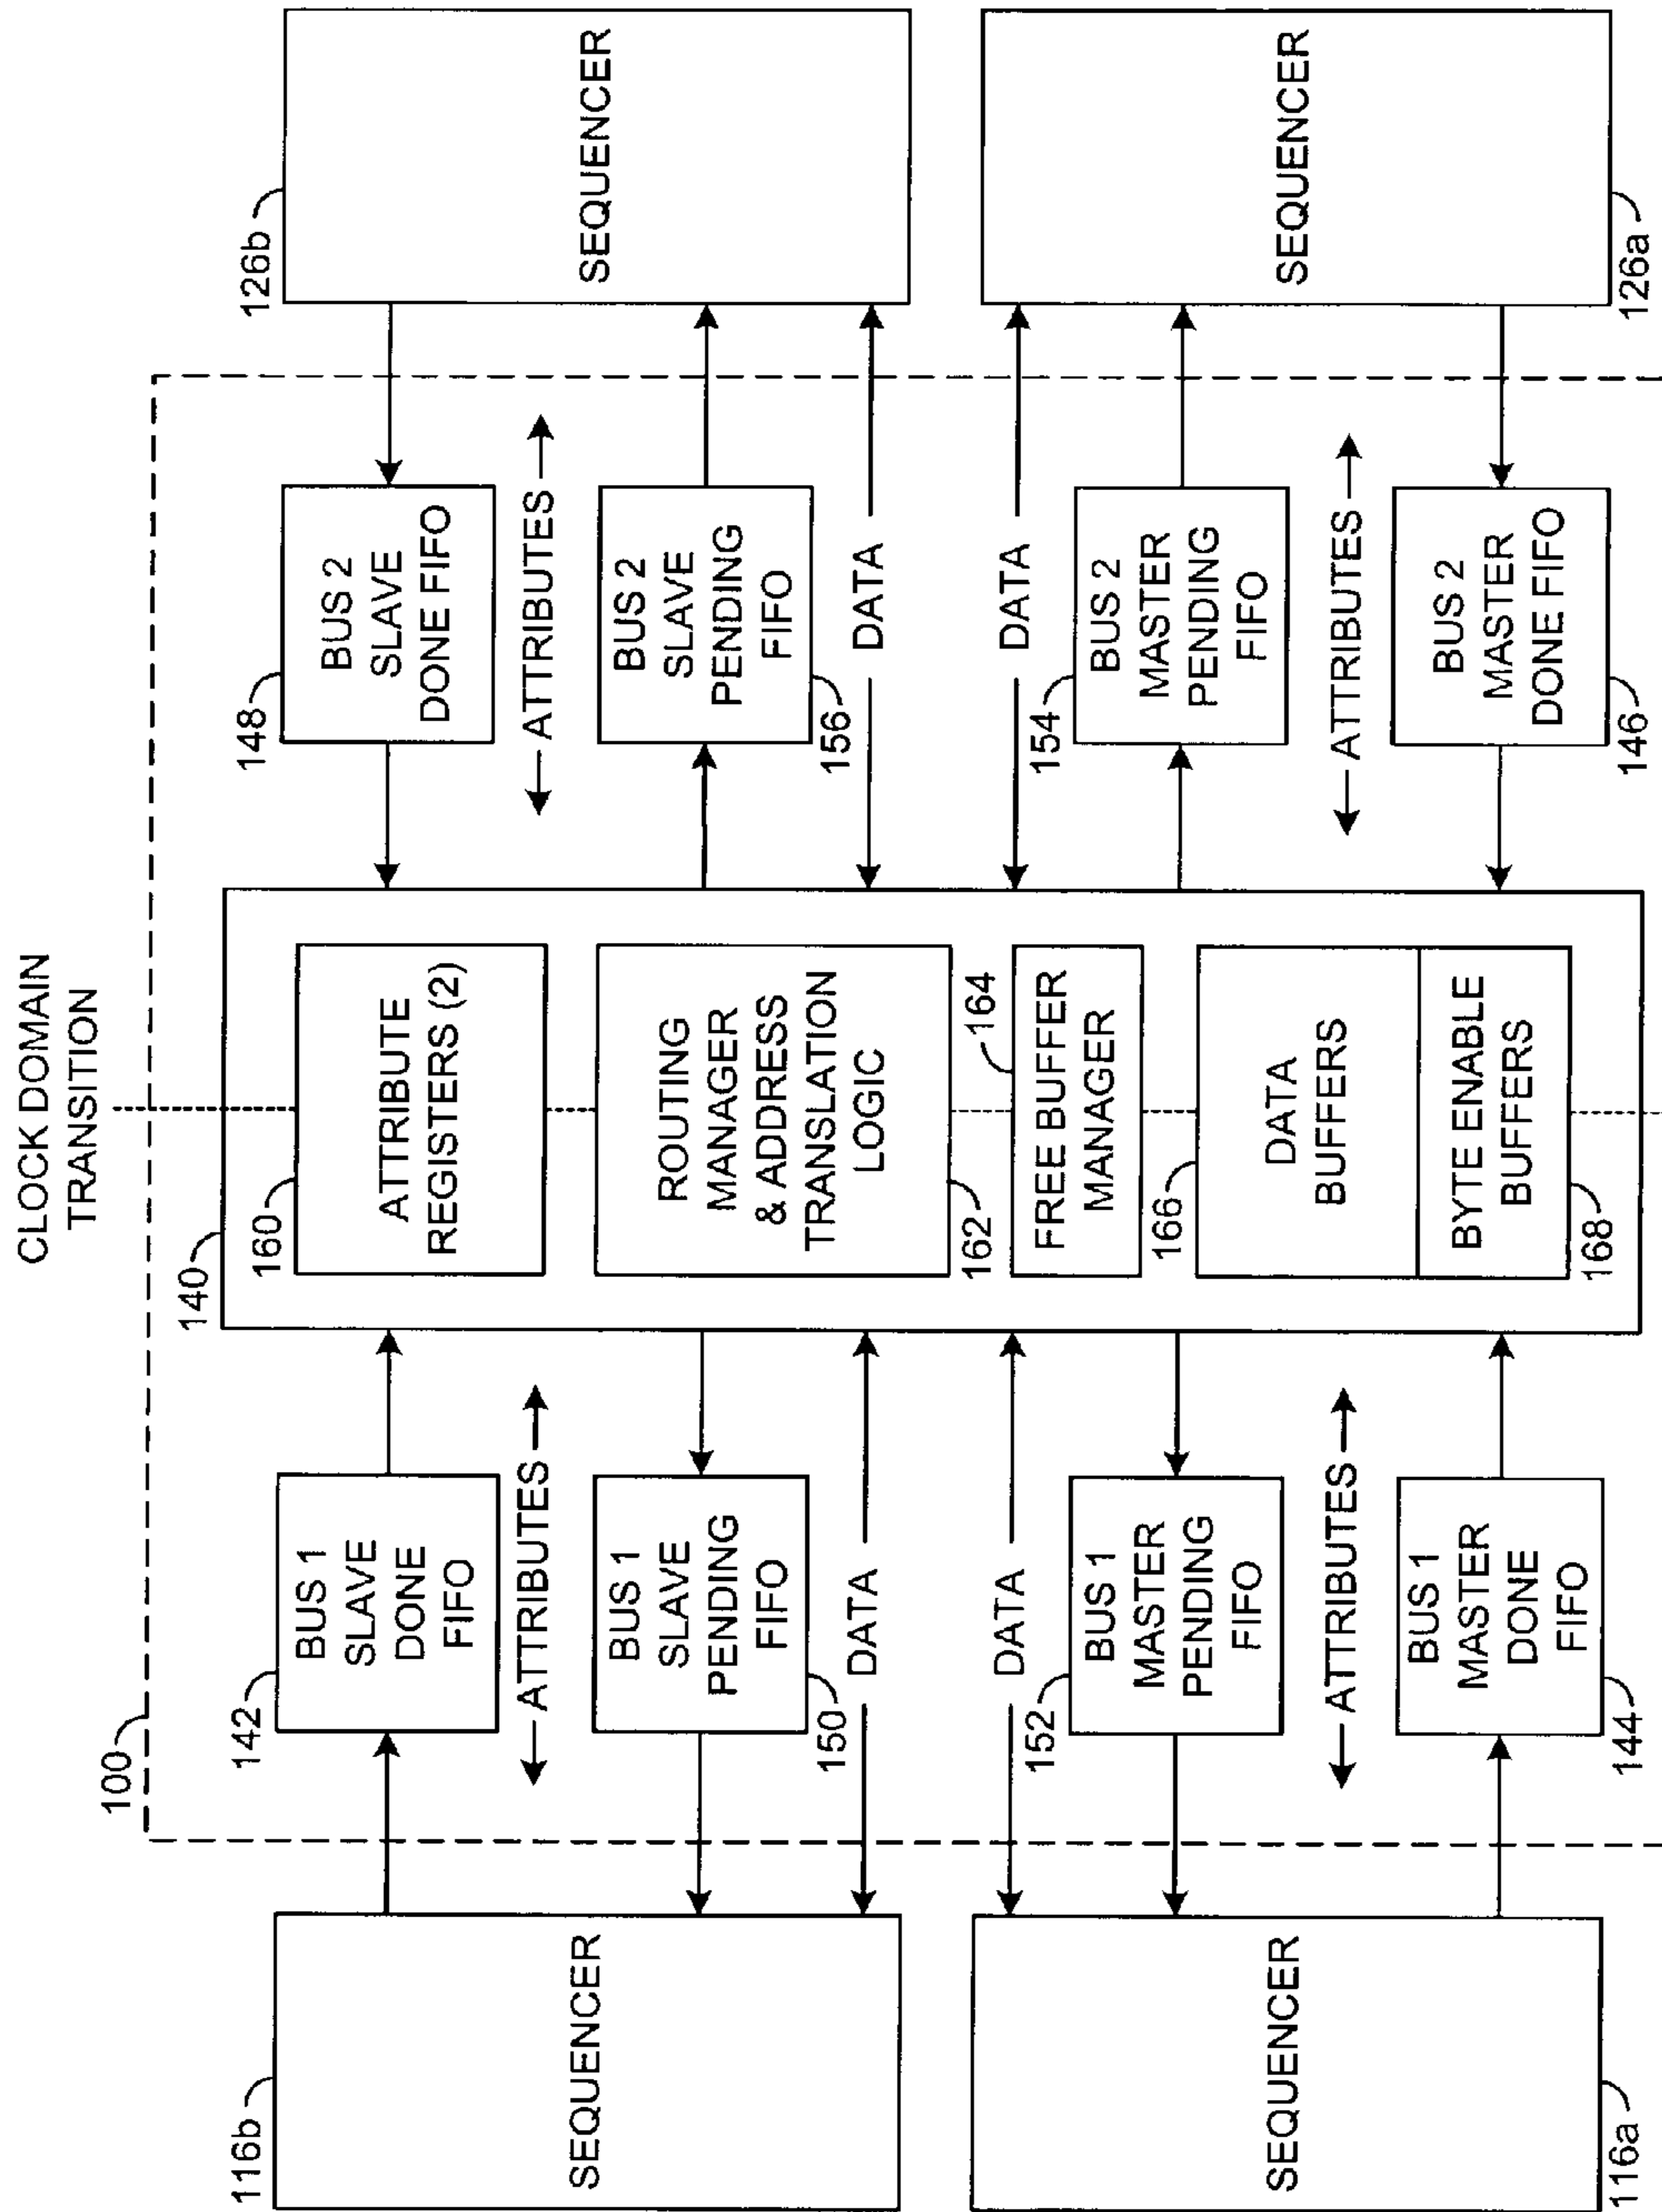 CLOCK DOMAIN
TRANSITION
100
140
116b
SEQUENCER
142
BUS 1
SLAVE
DONE
FIFO
ATTRIBUTES
BUS 1
SLAVE
PENDING
FIFO
150
DATA
160
ATTRIBUTE
REGISTERS (2)
ROUTING
MANAGER
& ADDRESS
TRANSLATION
LOGIC
162
148
BUS 2
SLAVE
DONE FIFO
ATTRIBUTES
BUS 2
SLAVE
PENDING
FIFO
156
DATA
126b
SEQUENCER
SEQUENCER
116a
DATA
152
BUS 1
MASTER
PENDING
FIFO
ATTRIBUTES
BUS 1
MASTER
DONE
FIFO
144
FREE BUFFER
MANAGER
164
166
DATA
BUFFERS
BYTE ENABLE
BUFFERS
168
DATA
154
BUS 2
MASTER
PENDING
FIFO
ATTRIBUTES
BUS 2
MASTER
DONE FIFO
146
SEQUENCER
126a